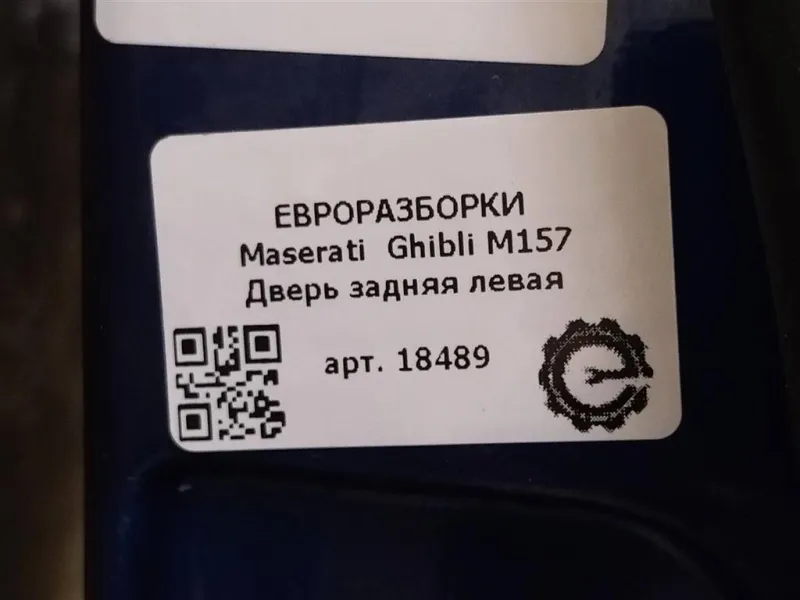 ЕВРОРАЗБОРКИ
Maserati Ghibli M157
Дверь задняя левая
арт. 18489